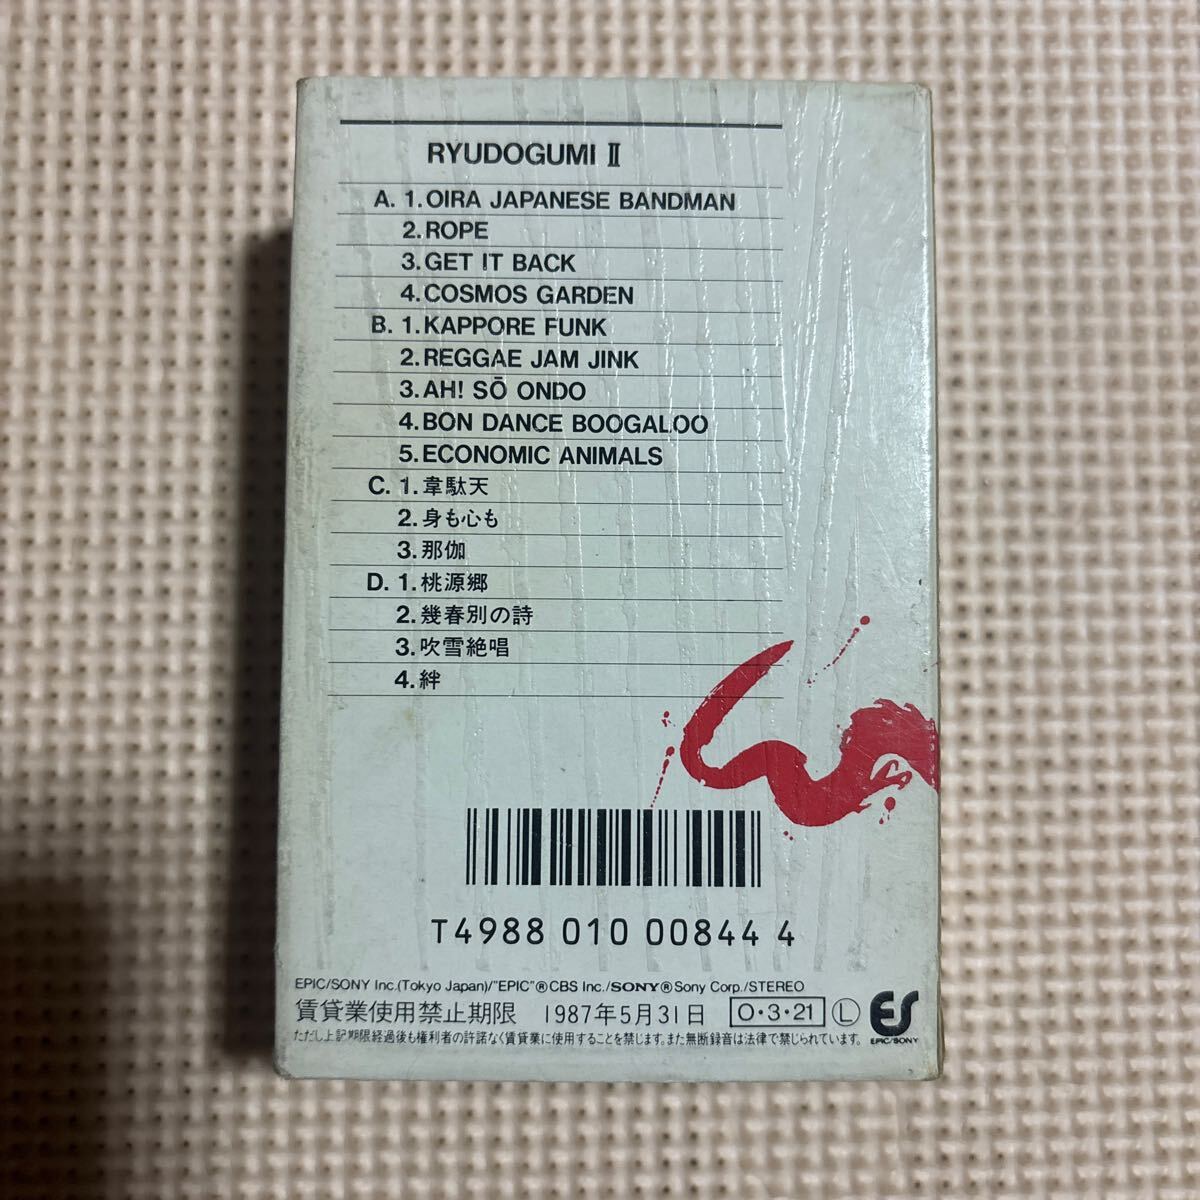 RYUDOGUMI II
A. 1. OIRA JAPANESE BANDMAN
2. ROPE
3. GET IT BACK
4. COSMOS GARDEN
B. 1. KAPPORE FUNK
2. REGGAE JAM JINK
3. AH! SŌ ONDO
4. BON DANCE BOOGALOO
5. ECONOMIC ANIMALS
C. 1. 韋駄天
2. 身も心も
3. 那伽
D. 1. 桃源郷
2. 幾春別の詩
3. 吹雪絶唱
4. 絆
T4988 010 00844 4
EPIC/SONY Inc.(Tokyo Japan)/"EPIC"® CBS Inc./SONY® Sony Corp./STEREO
賃貸業使用禁止期限 1987年5月31日 O・3・21 Ⓛ ES
ただし上記期限経過後も権利者の許諾なく賃貸業に使用することを禁じます。また無断録音は法律で禁じられています。 EPIC/SONY